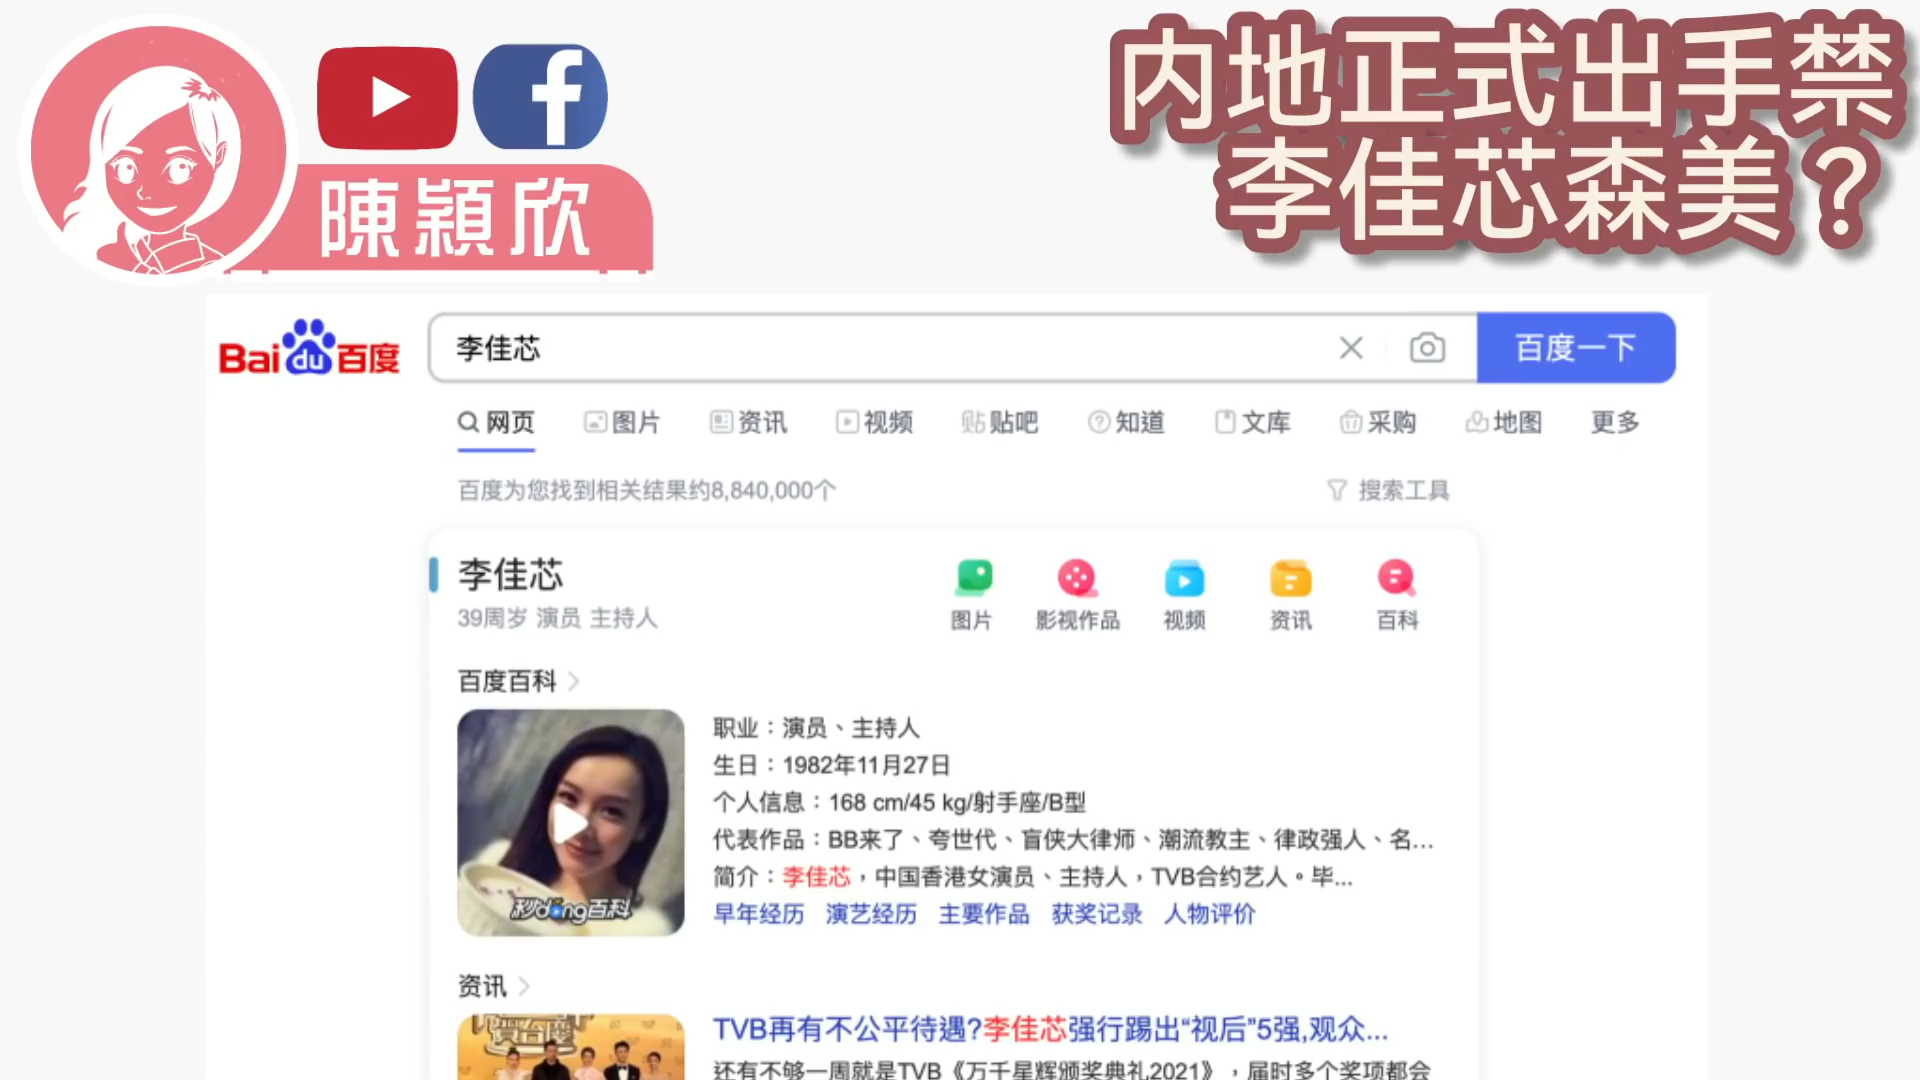 内地正式出手禁
李佳芯森美？
陳穎欣
Bai du 百度
李佳芯
百度一下
网页 图片 资讯 视频 贴 贴吧 知道 文库 采购 地图 更多
百度为您找到相关结果约8,840,000个
搜索工具
李佳芯
39周岁 演员 主持人
图片 影视作品 视频 资讯 百科
百度百科
职业：演员、主持人
生日：1982年11月27日
个人信息：168 cm/45 kg/射手座/B型
代表作品：BB来了、夸世代、盲侠大律师、潮流教主、律政强人、名...
简介：李佳芯，中国香港女演员、主持人，TVB合约艺人。毕...
早年经历 演艺经历 主要作品 获奖记录 人物评价
秒dong百科
资讯
TVB再有不公平待遇?李佳芯强行踢出“视后”5强,观众...
还有不够一周就是TVB《万千星辉颁奖典礼2021》，届时多个奖项都会